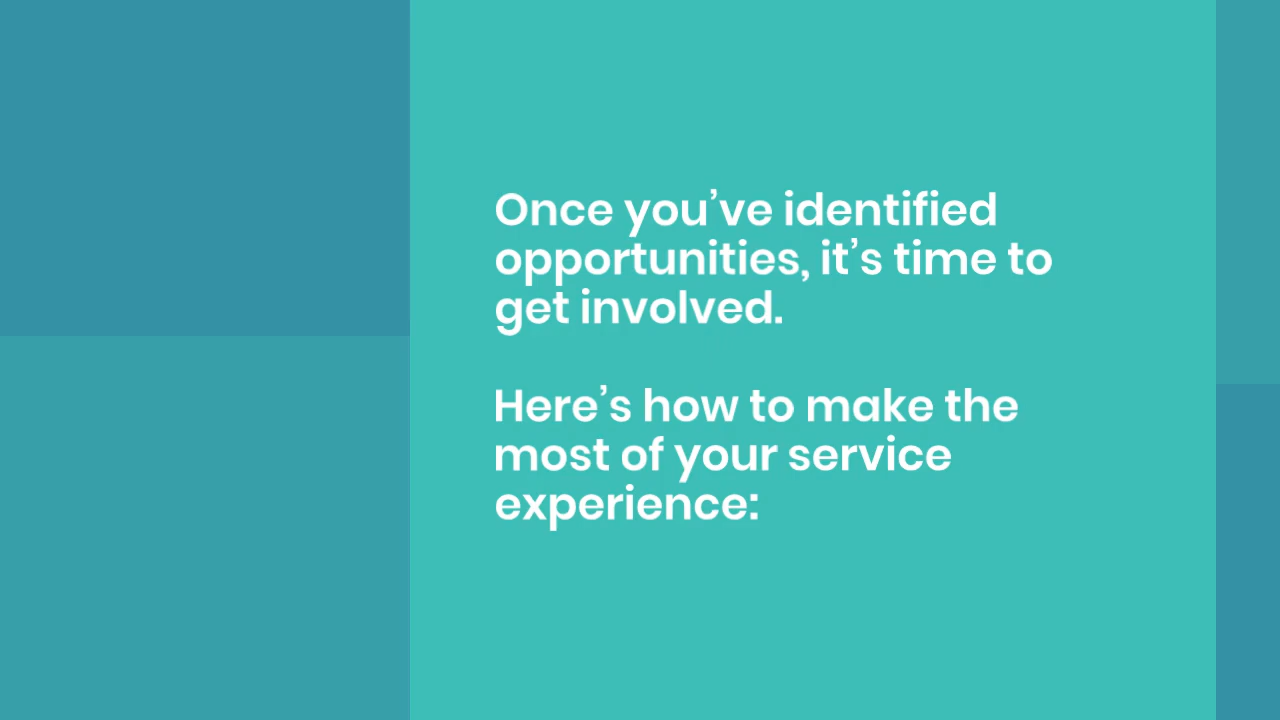 Once you’ve identified
opportunities, it’s time to
get involved.
Here’s how to make the
most of your service
experience: